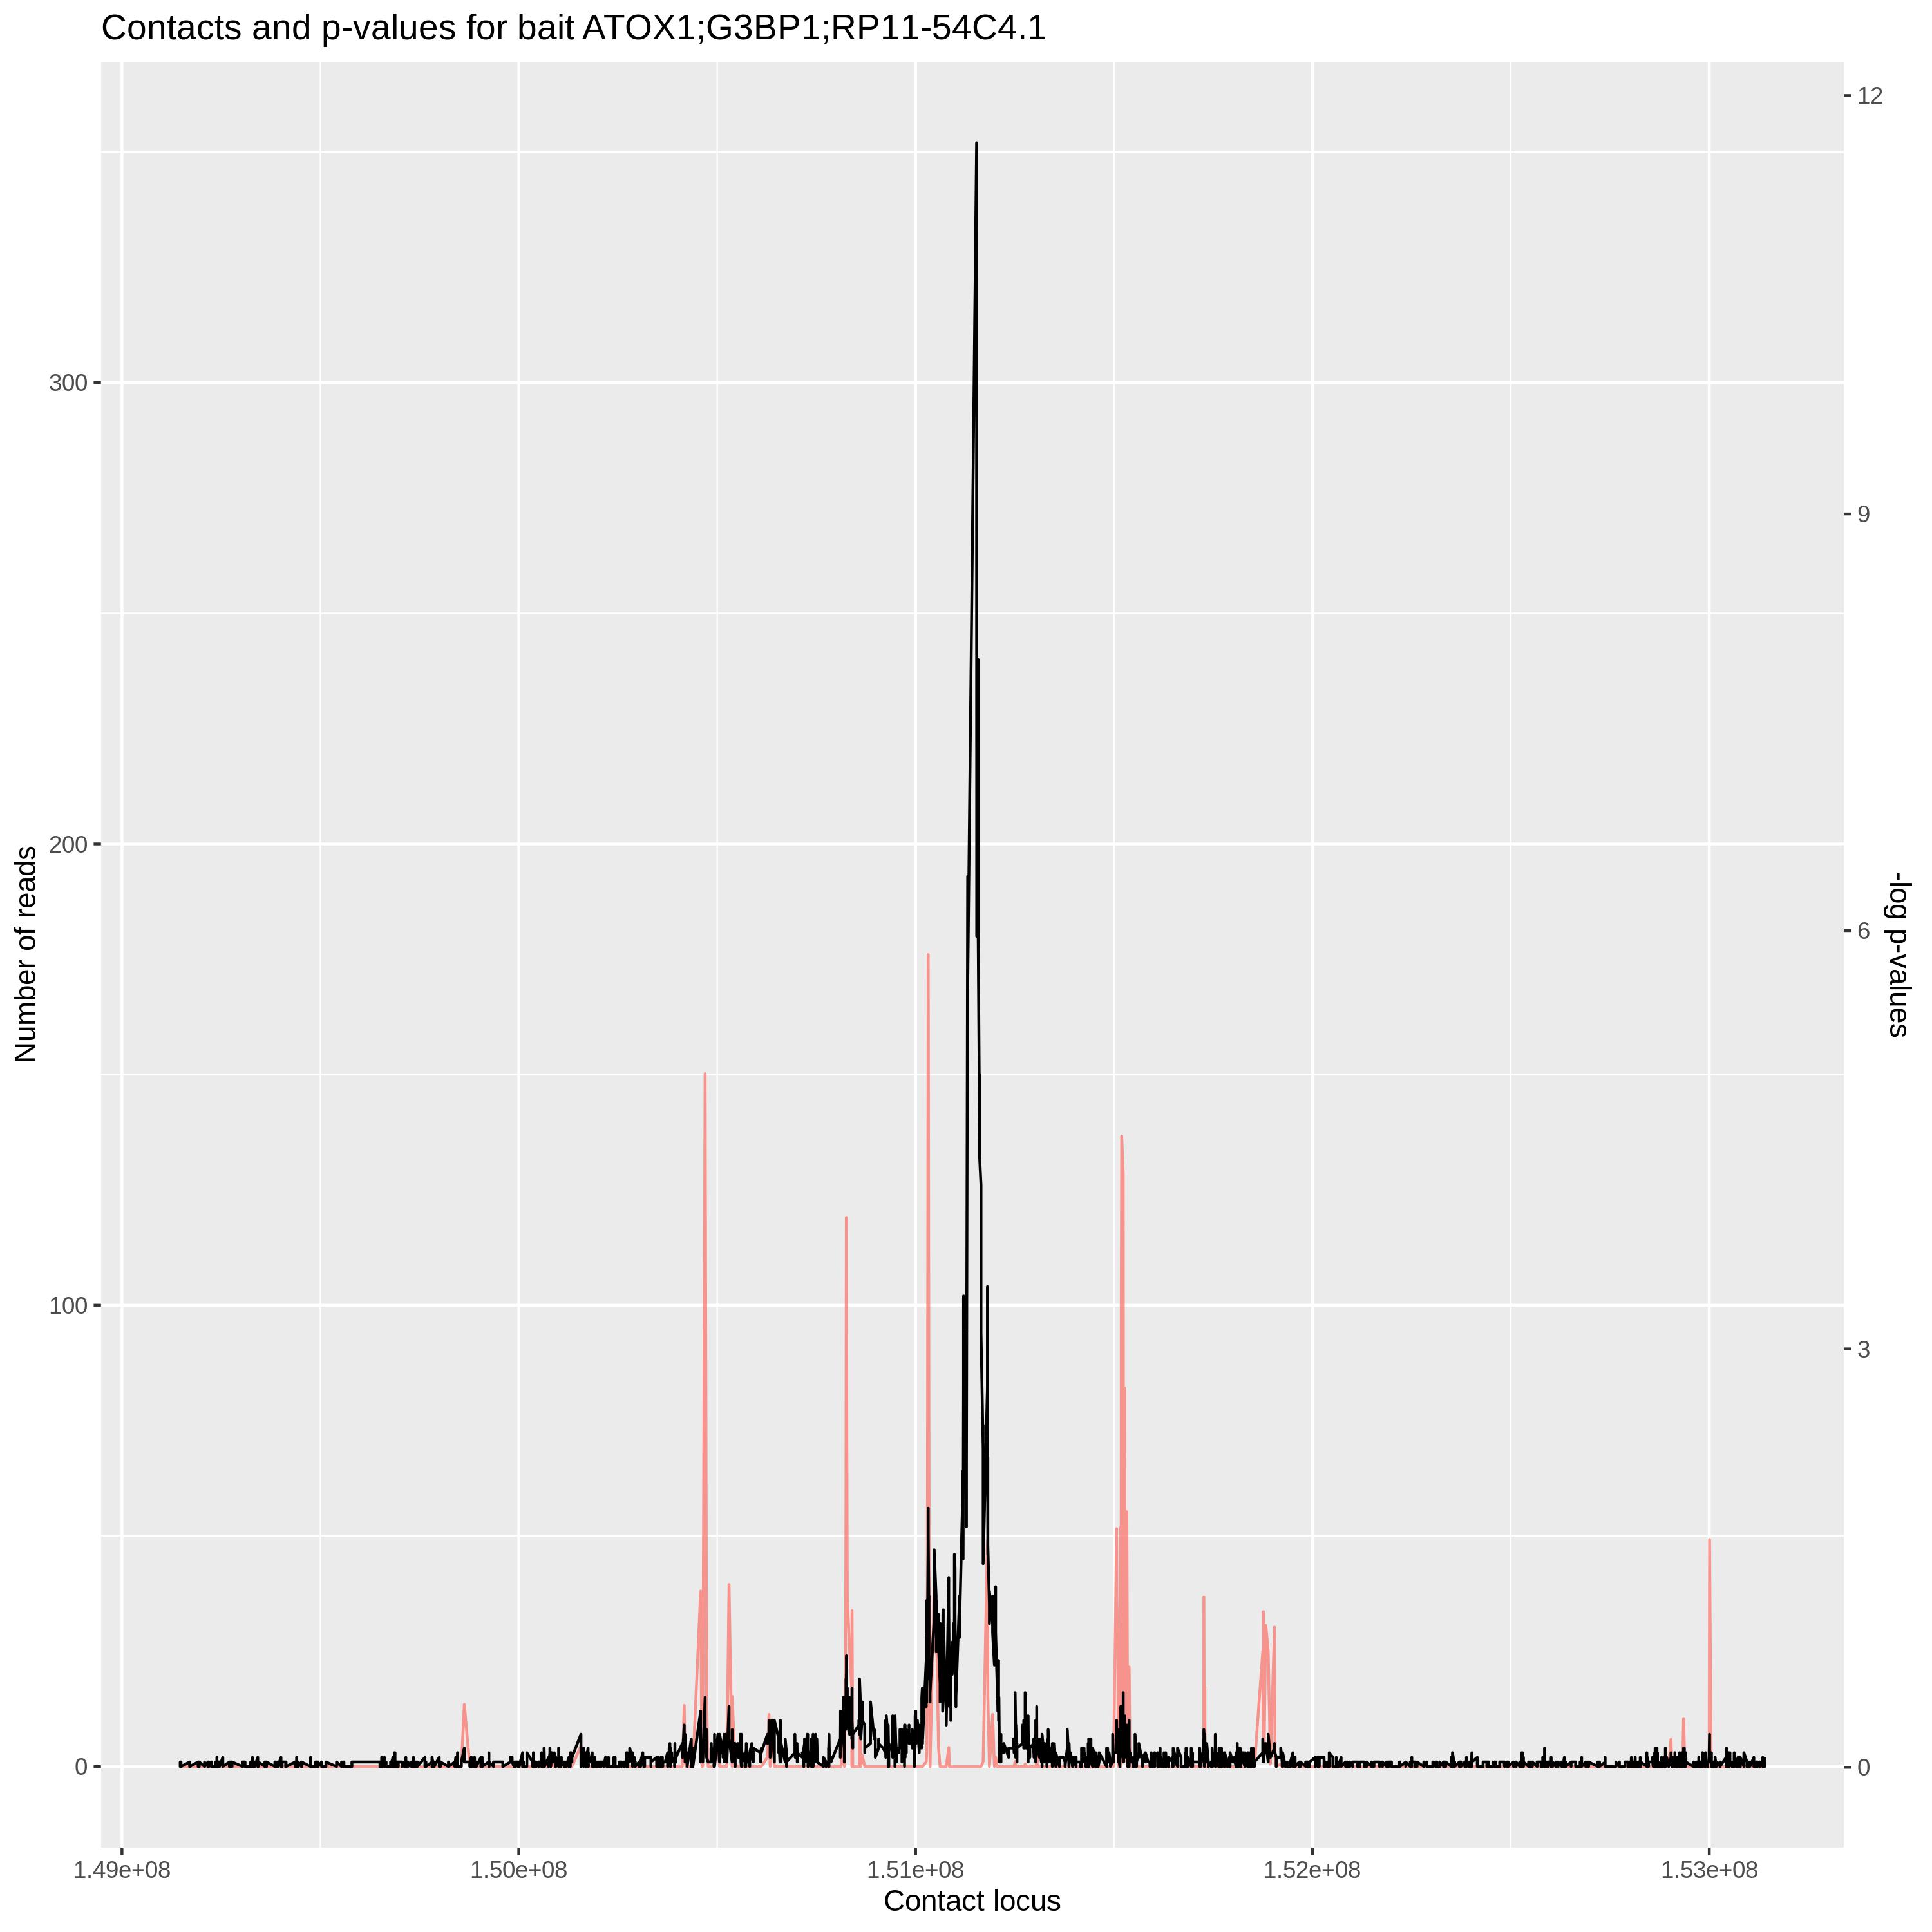 Contacts and p-values for bait ATOX1;G3BP1;RP11-54C4.1
12
9
6
3
0
300
200
100
0
Number of reads
-log p-values
1.49e+08 1.50e+08 1.51e+08 1.52e+08 1.53e+08
Contact locus